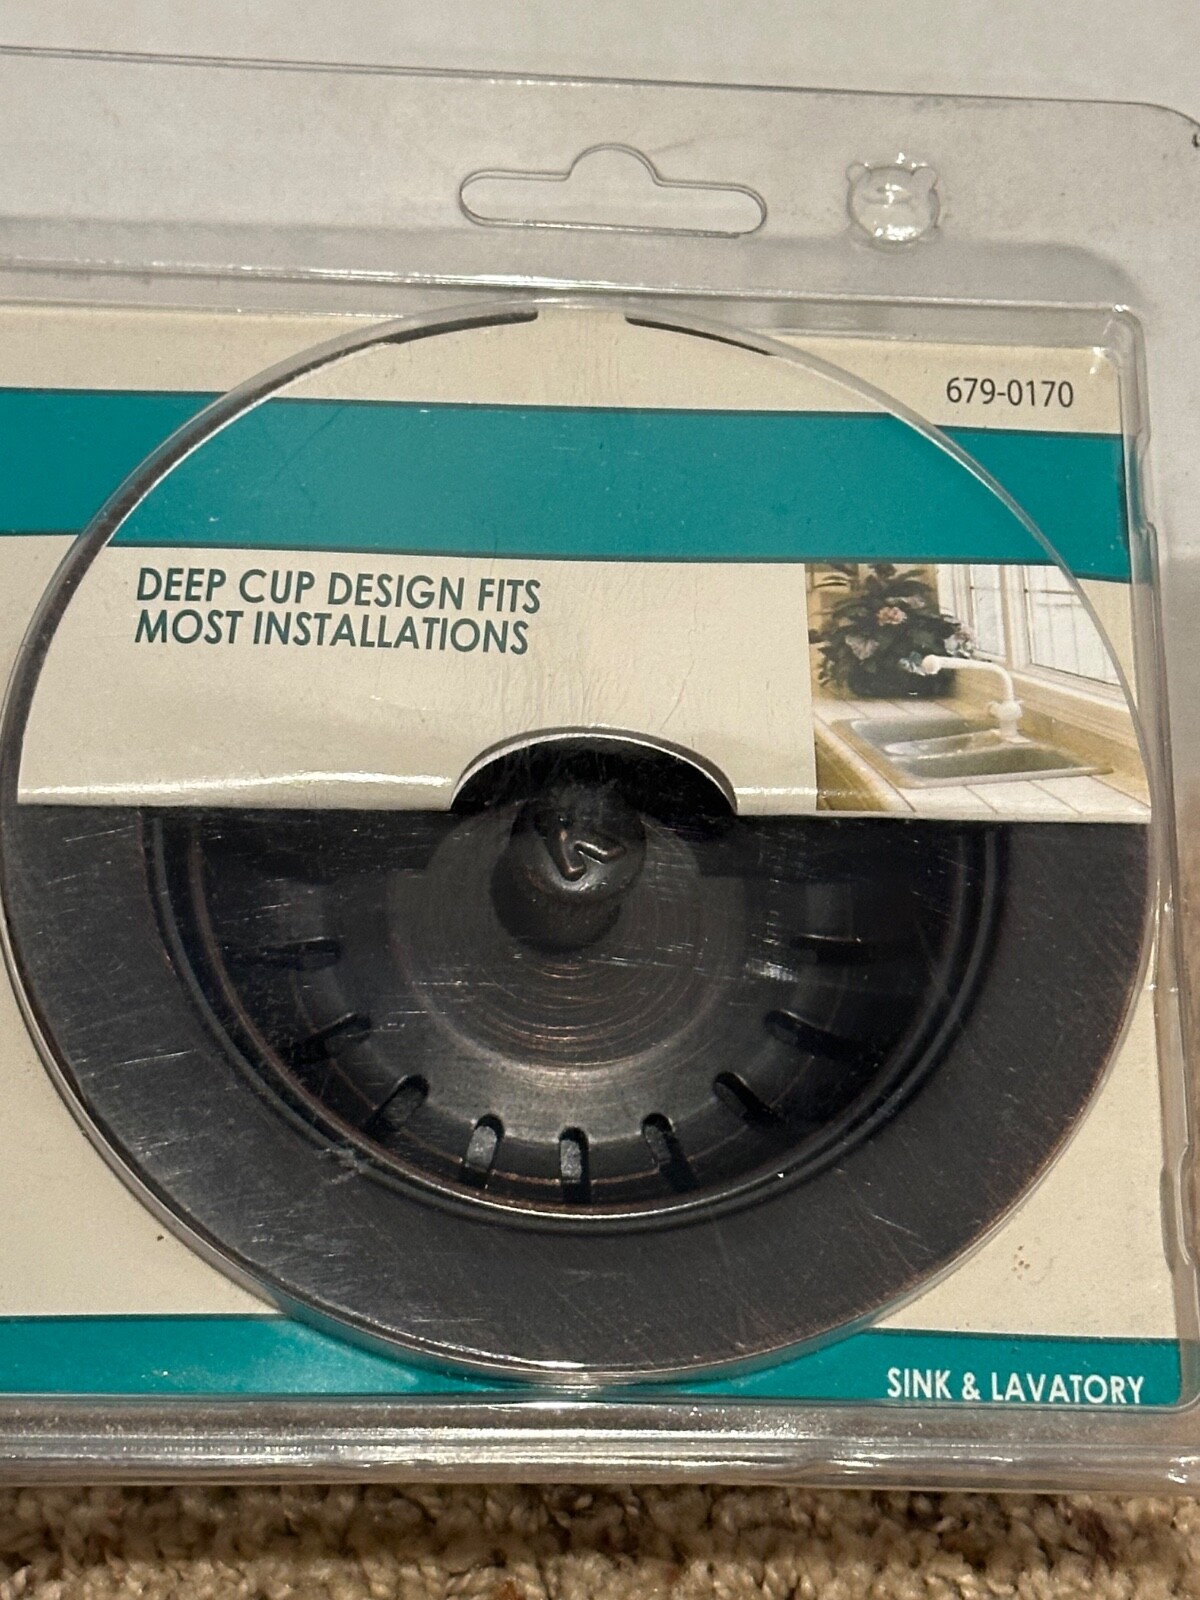 679-0170
DEEP CUP DESIGN FITS
MOST INSTALLATIONS
SINK & LAVATORY